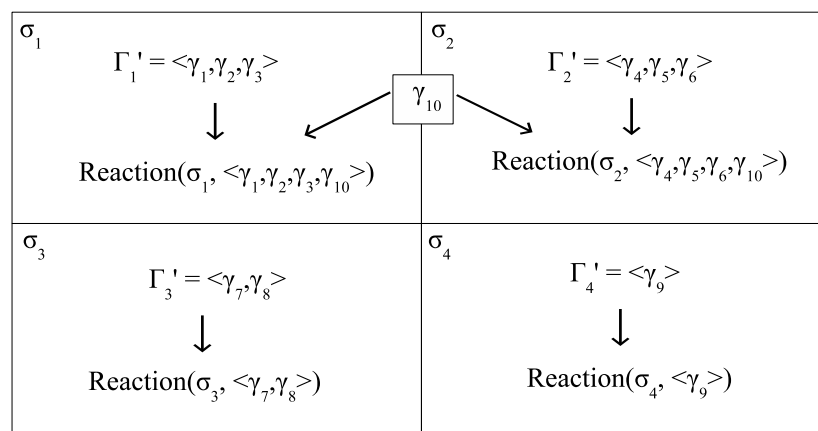 σ₁
Γ₁' = <γ₁,γ₂,γ₃>
Reaction(σ₁, <γ₁,γ₂,γ₃,γ₁₀>)
γ₁₀
σ₂
Γ₂' = <γ₄,γ₅,γ₆>
Reaction(σ₂, <γ₄,γ₅,γ₆,γ₁₀>)
σ₃
Γ₃' = <γ₇,γ₈>
Reaction(σ₃, <γ₇,γ₈>)
σ₄
Γ₄' = <γ₉>
Reaction(σ₄, <γ₉>)